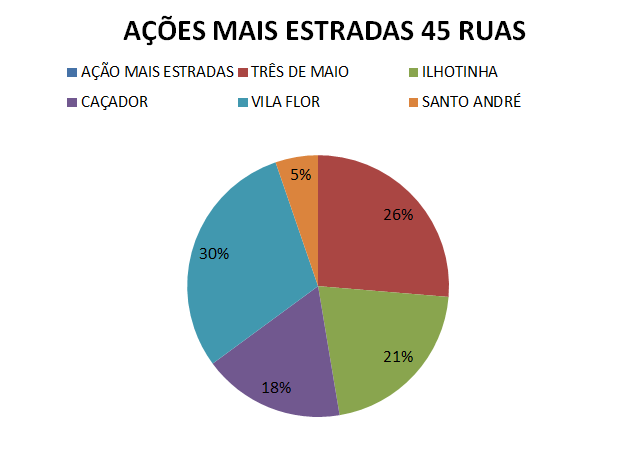 AÇÕES MAIS ESTRADAS 45 RUAS
AÇÃO MAIS ESTRADAS TRÊS DE MAIO ILHOTINHA
CAÇADOR VILA FLOR SANTO ANDRÉ
5%
26%
30%
21%
18%